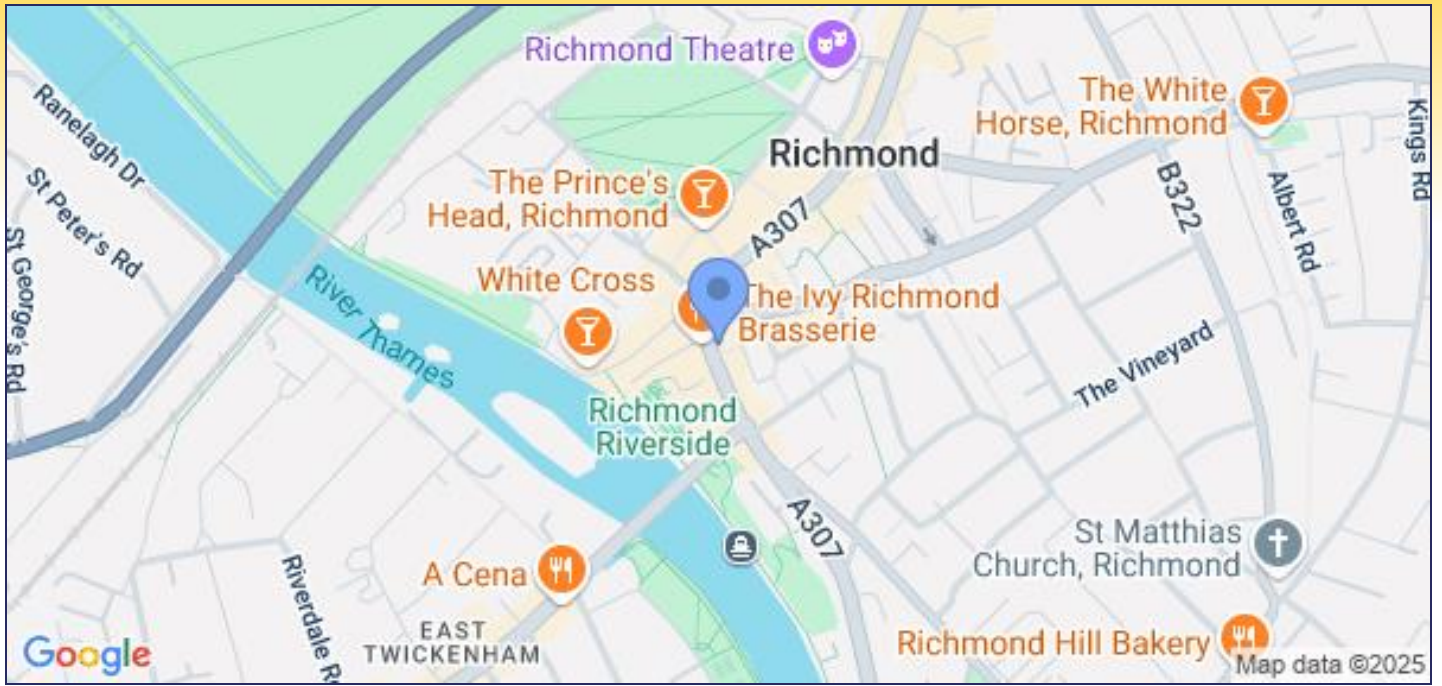 Richmond Theatre
The White
Horse, Richmond
Ranelagh Dr
Kings Rd
Richmond
The Prince's
Head, Richmond
St Peter's Rd
B322
Albert Rd
A307
St George's Rd
White Cross
River Thames
The Ivy Richmond
Brasserie
The Vineyard
Richmond
Riverside
A307
St Matthias
Church, Richmond
A Cena
Riverdale R
EAST
TWICKENHAM
Richmond Hill Bakery
Google
Map data ©2025